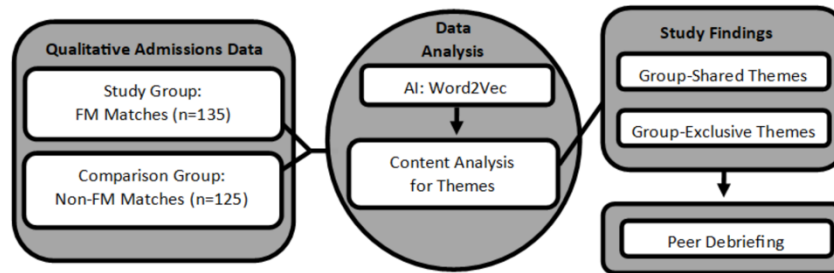 Qualitative Admissions Data
Study Group:
FM Matches (n=135)
Comparison Group:
Non-FM Matches (n=125)
Data
Analysis
AI: Word2Vec
Content Analysis
for Themes
Study Findings
Group-Shared Themes
Group-Exclusive Themes
Peer Debriefing